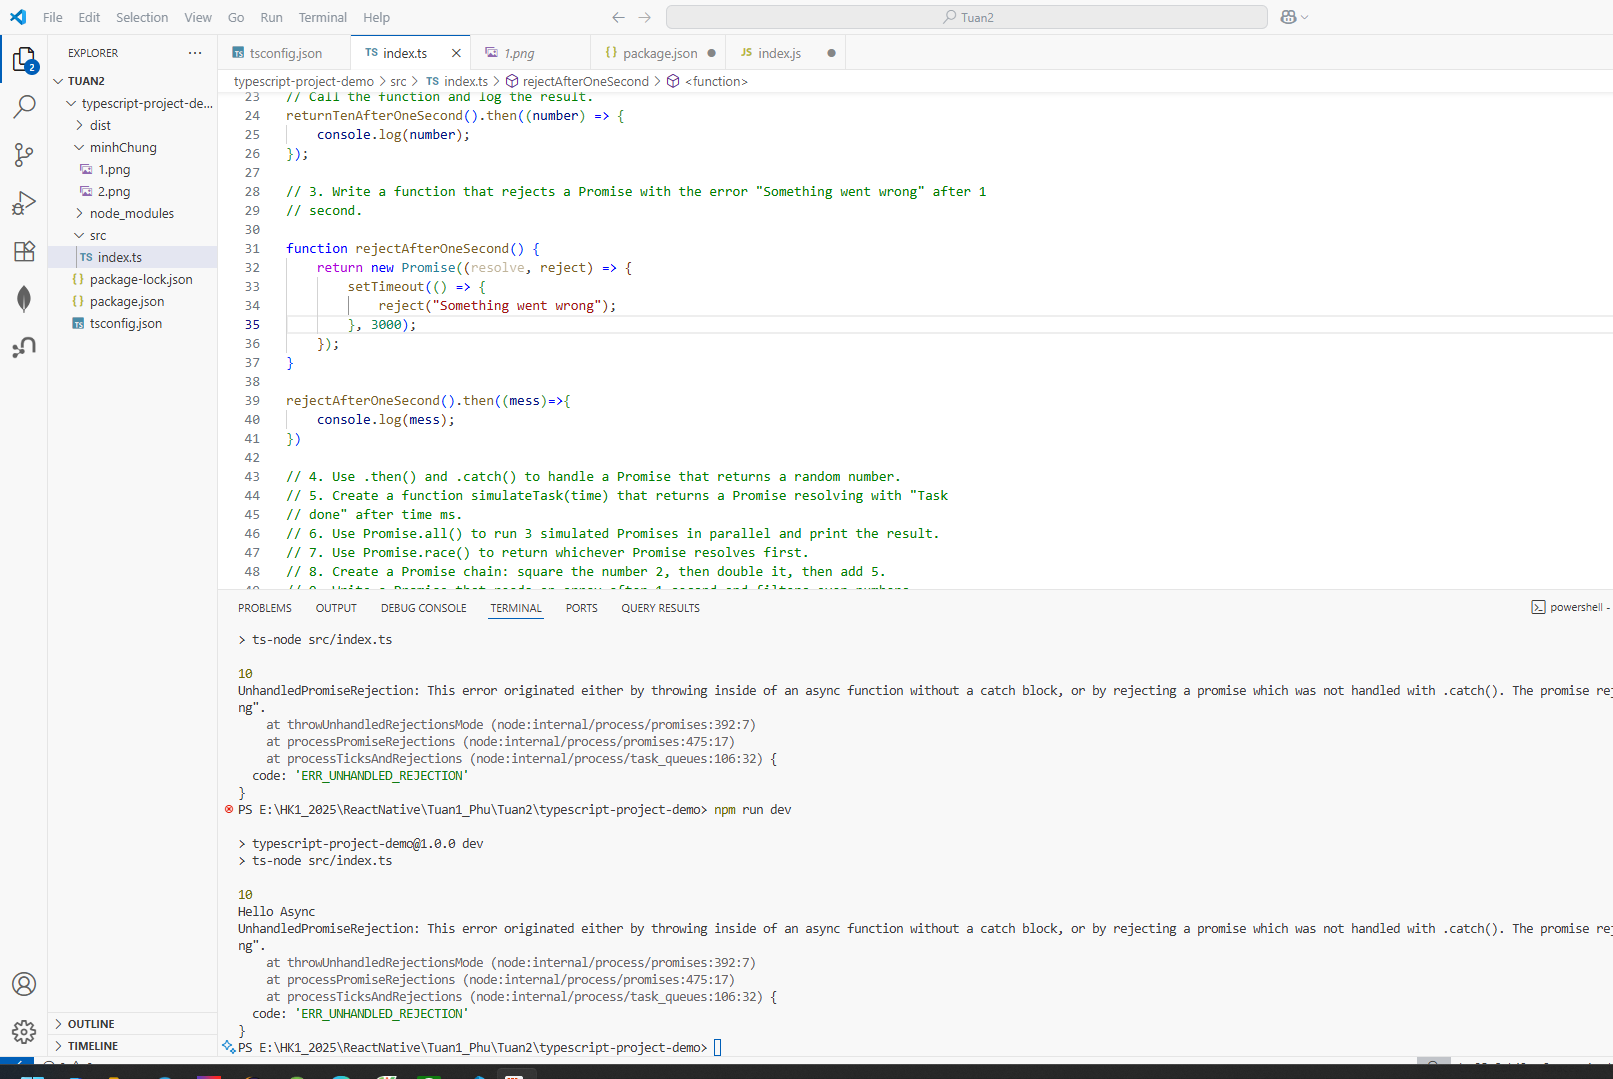 File Edit Selection View Go Run Terminal Help
Tuan2
EXPLORER
TUAN2
typescript-project-de...
dist
minhChung
1.png
2.png
node_modules
src
TS index.ts
{} package-lock.json
{} package.json
TS tsconfig.json
OUTLINE
TIMELINE
2
TS tsconfig.json
TS index.ts
1.png
{} package.json
JS index.js
typescript-project-demo > src > TS index.ts > rejectAfterOneSecond > <function>
23 // Call the function and log the result.
24 returnTenAfterOneSecond().then((number) => {
25 console.log(number);
26 });
27
28 // 3. Write a function that rejects a Promise with the error "Something went wrong" after 1
29 // second.
30
31 function rejectAfterOneSecond() {
32 return new Promise((resolve, reject) => {
33 setTimeout(() => {
34 reject("Something went wrong");
35 }, 3000);
36 });
37 }
38
39 rejectAfterOneSecond().then((mess)=>{
40 console.log(mess);
41 })
42
43 // 4. Use .then() and .catch() to handle a Promise that returns a random number.
44 // 5. Create a function simulateTask(time) that returns a Promise resolving with "Task
45 // done" after time ms.
46 // 6. Use Promise.all() to run 3 simulated Promises in parallel and print the result.
47 // 7. Use Promise.race() to return whichever Promise resolves first.
48 // 8. Create a Promise chain: square the number 2, then double it, then add 5.
PROBLEMS OUTPUT DEBUG CONSOLE TERMINAL PORTS QUERY RESULTS
powershell -
> ts-node src/index.ts
10
UnhandledPromiseRejection: This error originated either by throwing inside of an async function without a catch block, or by rejecting a promise which was not handled with .catch(). The promise rej
ng".
at throwUnhandledRejectionsMode (node:internal/process/promises:392:7)
at processPromiseRejections (node:internal/process/promises:475:17)
at processTicksAndRejections (node:internal/process/task_queues:106:32) {
code: 'ERR_UNHANDLED_REJECTION'
}
PS E:\HK1_2025\ReactNative\Tuan1_Phu\Tuan2\typescript-project-demo> npm run dev
> typescript-project-demo@1.0.0 dev
> ts-node src/index.ts
10
Hello Async
UnhandledPromiseRejection: This error originated either by throwing inside of an async function without a catch block, or by rejecting a promise which was not handled with .catch(). The promise rej
ng".
at throwUnhandledRejectionsMode (node:internal/process/promises:392:7)
at processPromiseRejections (node:internal/process/promises:475:17)
at processTicksAndRejections (node:internal/process/task_queues:106:32) {
code: 'ERR_UNHANDLED_REJECTION'
}
PS E:\HK1_2025\ReactNative\Tuan1_Phu\Tuan2\typescript-project-demo>